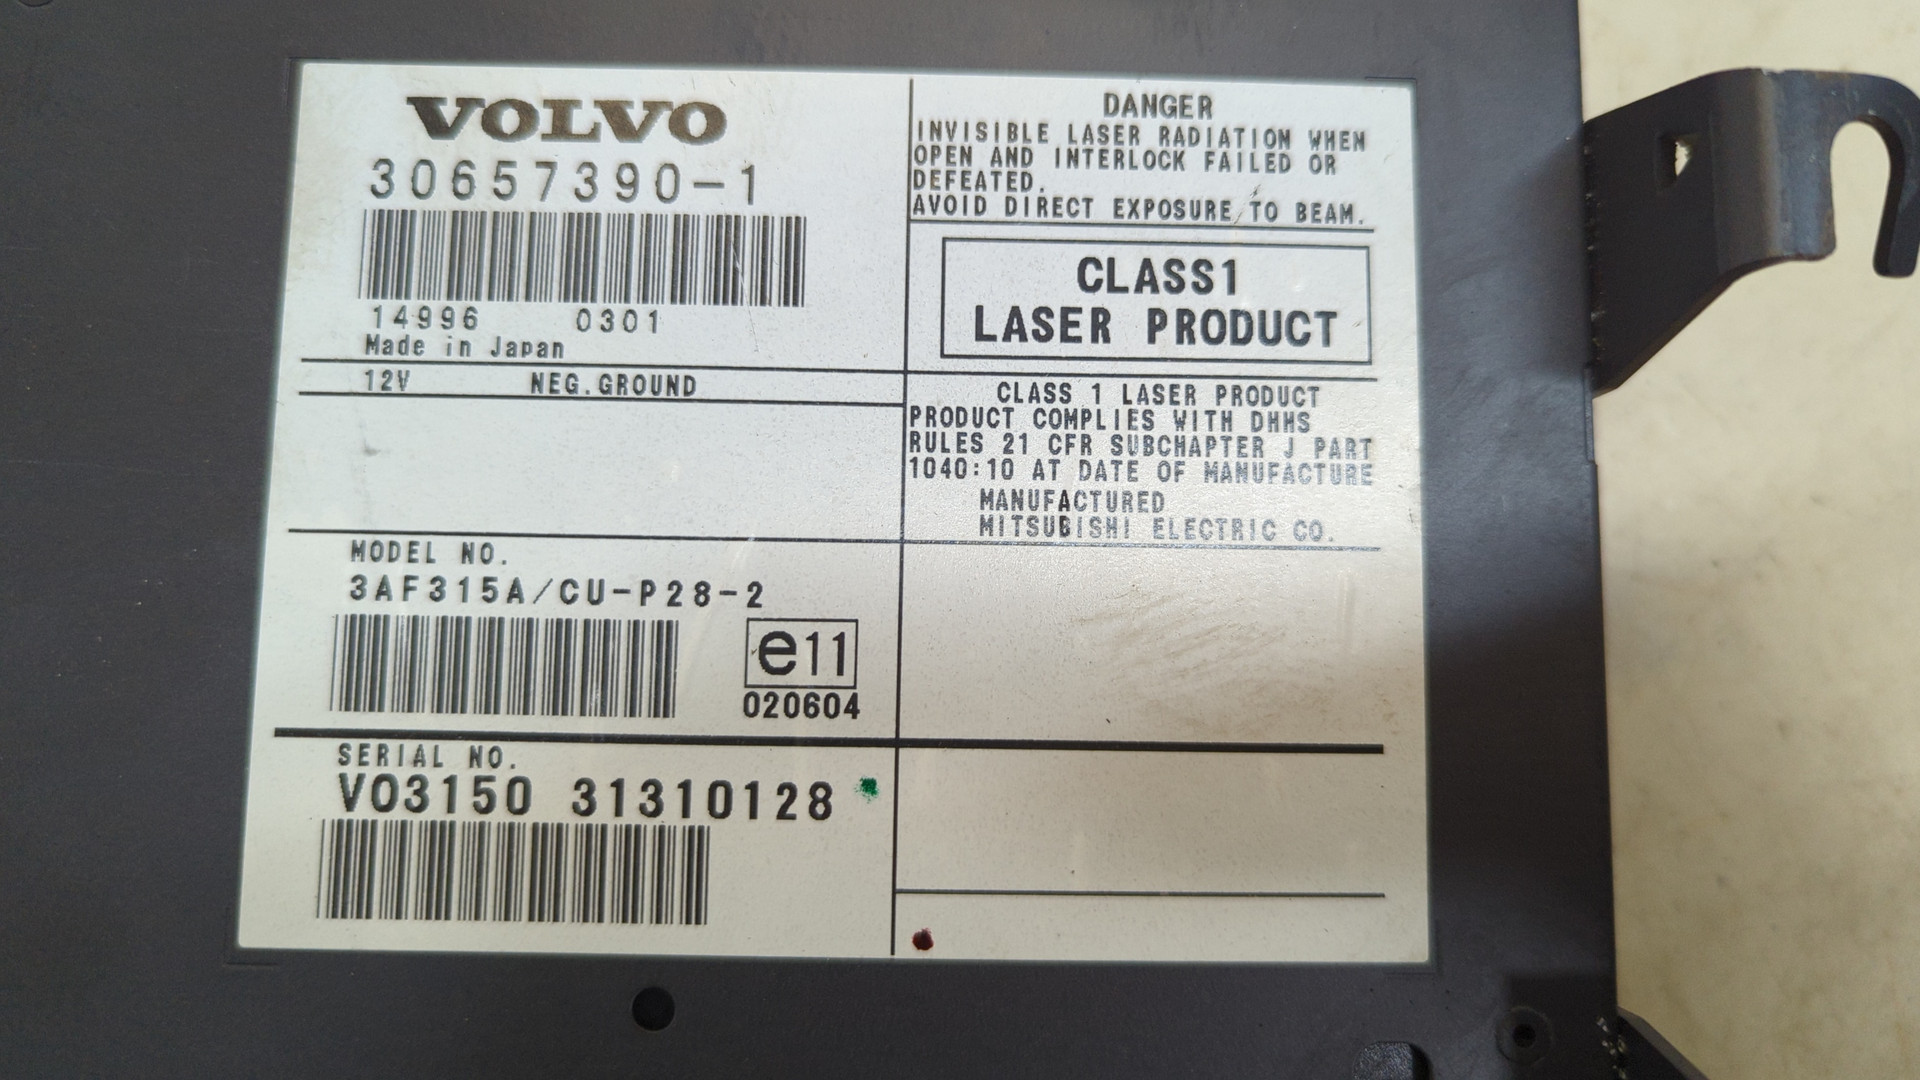 VOLVO
30657390-1
14996 0301
Made in Japan
12V NEG.GROUND
MODEL NO.
3AF315A/CU-P28-2
e11
020604
SERIAL NO.
V03150 31310128
DANGER
INVISIBLE LASER RADIATION WHEN
OPEN AND INTERLOCK FAILED OR
DEFEATED.
AVOID DIRECT EXPOSURE TO BEAM.
CLASS1
LASER PRODUCT
CLASS 1 LASER PRODUCT
PRODUCT COMPLIES WITH DHHS
RULES 21 CFR SUBCHAPTER J PART
1040:10 AT DATE OF MANUFACTURE
MANUFACTURED
MITSUBISHI ELECTRIC CO.